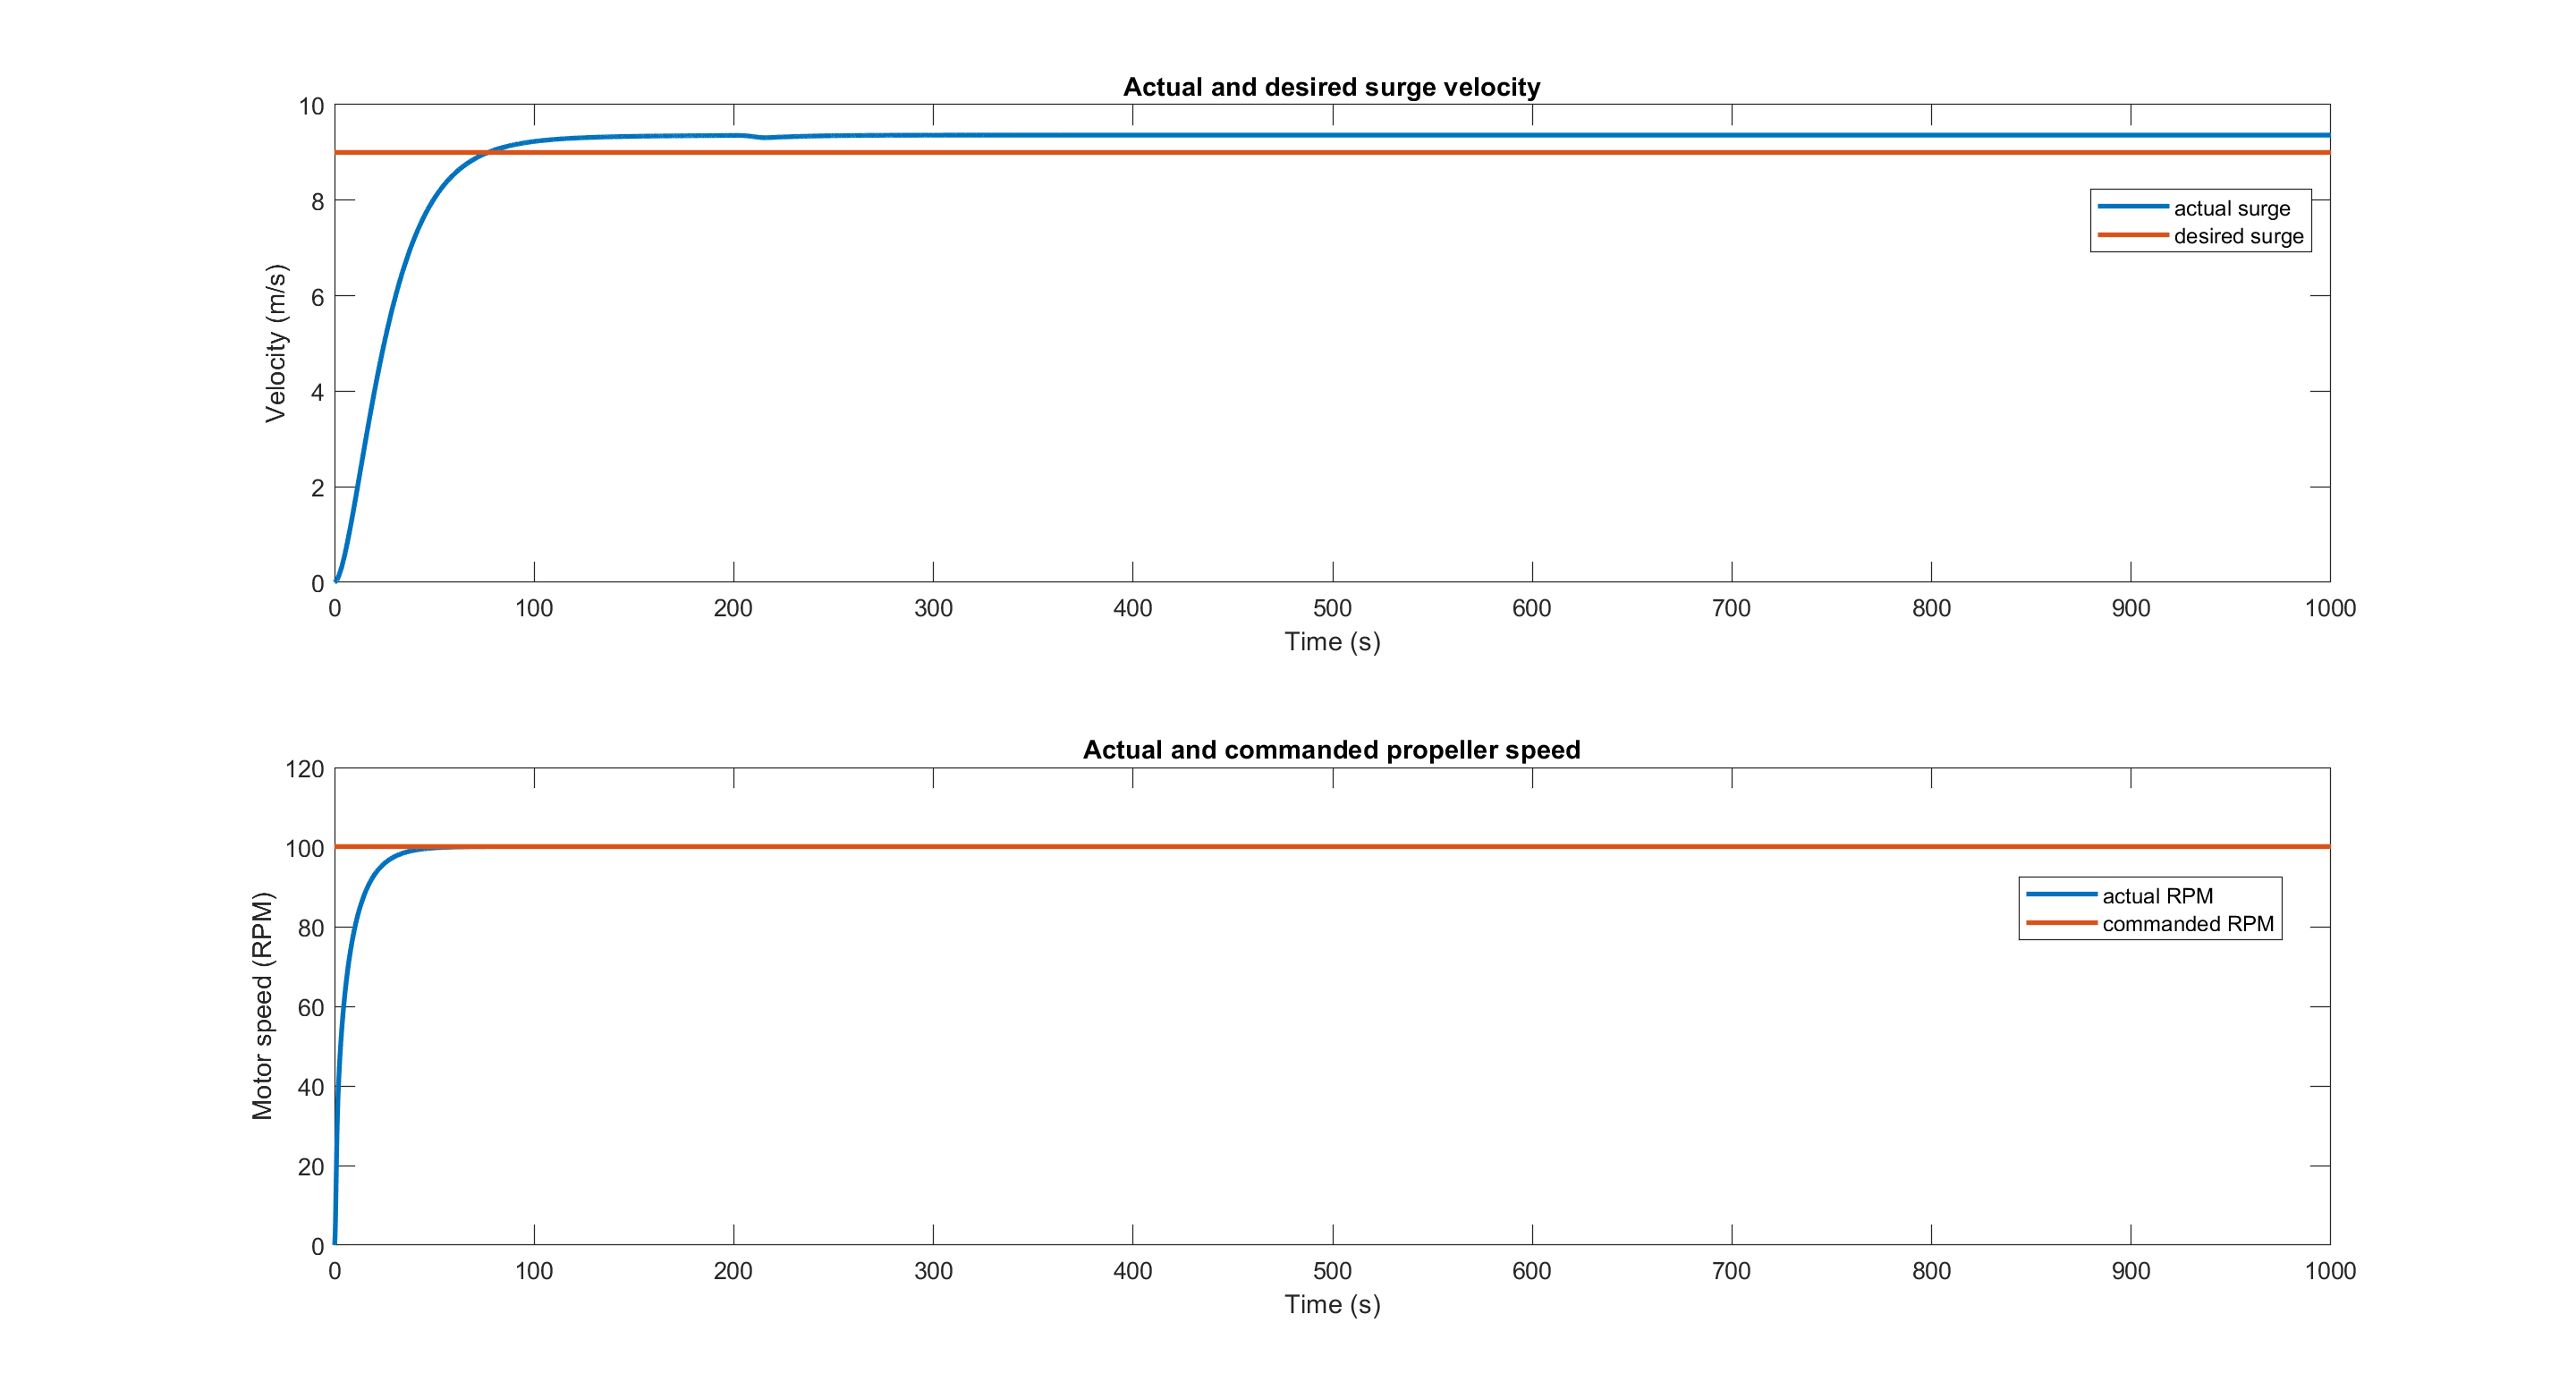 Actual and desired surge velocity
10
8
6
4
2
0
Velocity (m/s)
actual surge
desired surge
0 100 200 300 400 500 600 700 800 900 1000
Time (s)
Actual and commanded propeller speed
120
100
80
60
40
20
0
Motor speed (RPM)
actual RPM
commanded RPM
0 100 200 300 400 500 600 700 800 900 1000
Time (s)